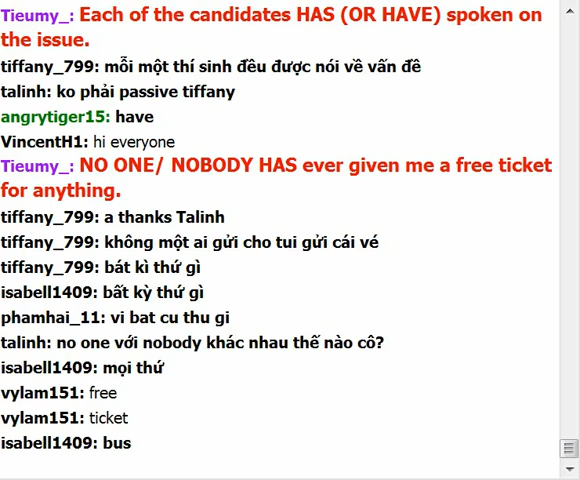 Tieumy_: Each of the candidates HAS (OR HAVE) spoken on
the issue.
tiffany_799: mỗi một thí sinh đều được nói về vấn đề
talinh: ko phải passive tiffany
angrytiger15: have
VincentH1: hi everyone
Tieumy_: NO ONE/ NOBODY HAS ever given me a free ticket
for anything.
tiffany_799: a thanks Talinh
tiffany_799: không một ai gửi cho tui gửi cái vé
tiffany_799: bát kì thứ gì
isabell1409: bất kỳ thứ gì
phamhai_11: vi bat cu thu gi
talinh: no one với nobody khác nhau thế nào cô?
isabell1409: mọi thứ
vylam151: free
vylam151: ticket
isabell1409: bus